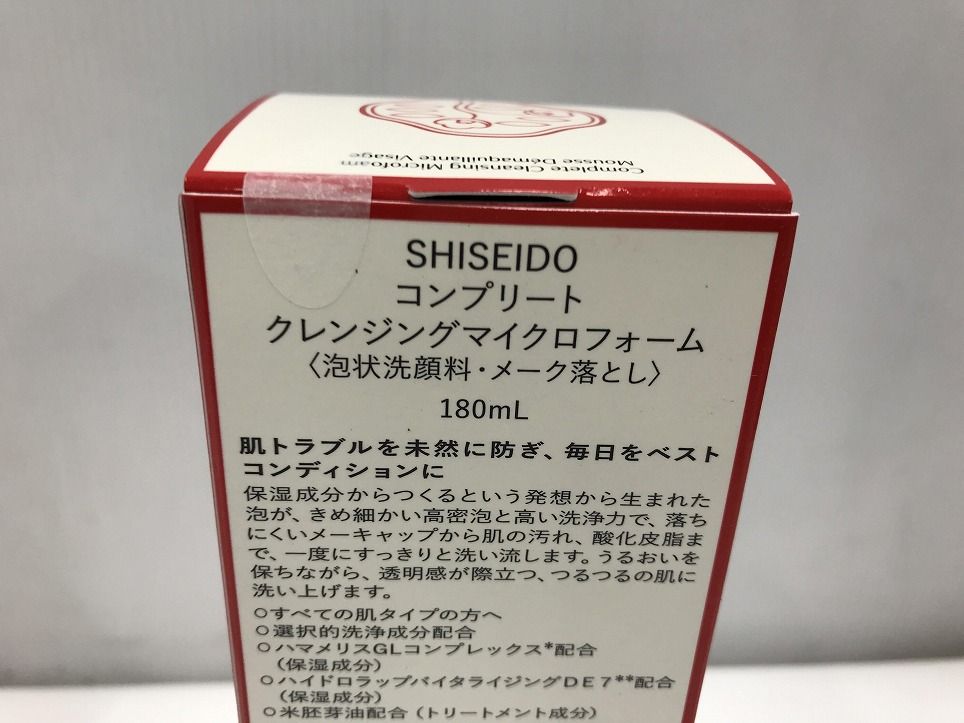 Complete Cleansing Microfoam
Mousse Démaquillante Visage
SHISEIDO
コンプリート
クレンジングマイクロフォーム
〈泡状洗顔料・メーク落とし〉
180mL
肌トラブルを未然に防ぎ、毎日をベスト
コンディションに
保湿成分からつくるという発想から生まれた
泡が、きめ細かい高密泡と高い洗浄力で、落ち
にくいメーキャップから肌の汚れ、酸化皮脂ま
で、一度にすっきりと洗い流します。うるおいを
保ちながら、透明感が際立つ、つるつるの肌に
洗い上げます。
○すべての肌タイプの方へ
○選択的洗浄成分配合
○ハマメリスGLコンプレックス*配合
(保湿成分)
○ハイドロラップバイタライジングDE7**配合
(保湿成分)
○米胚芽油配合(トリートメント成分)